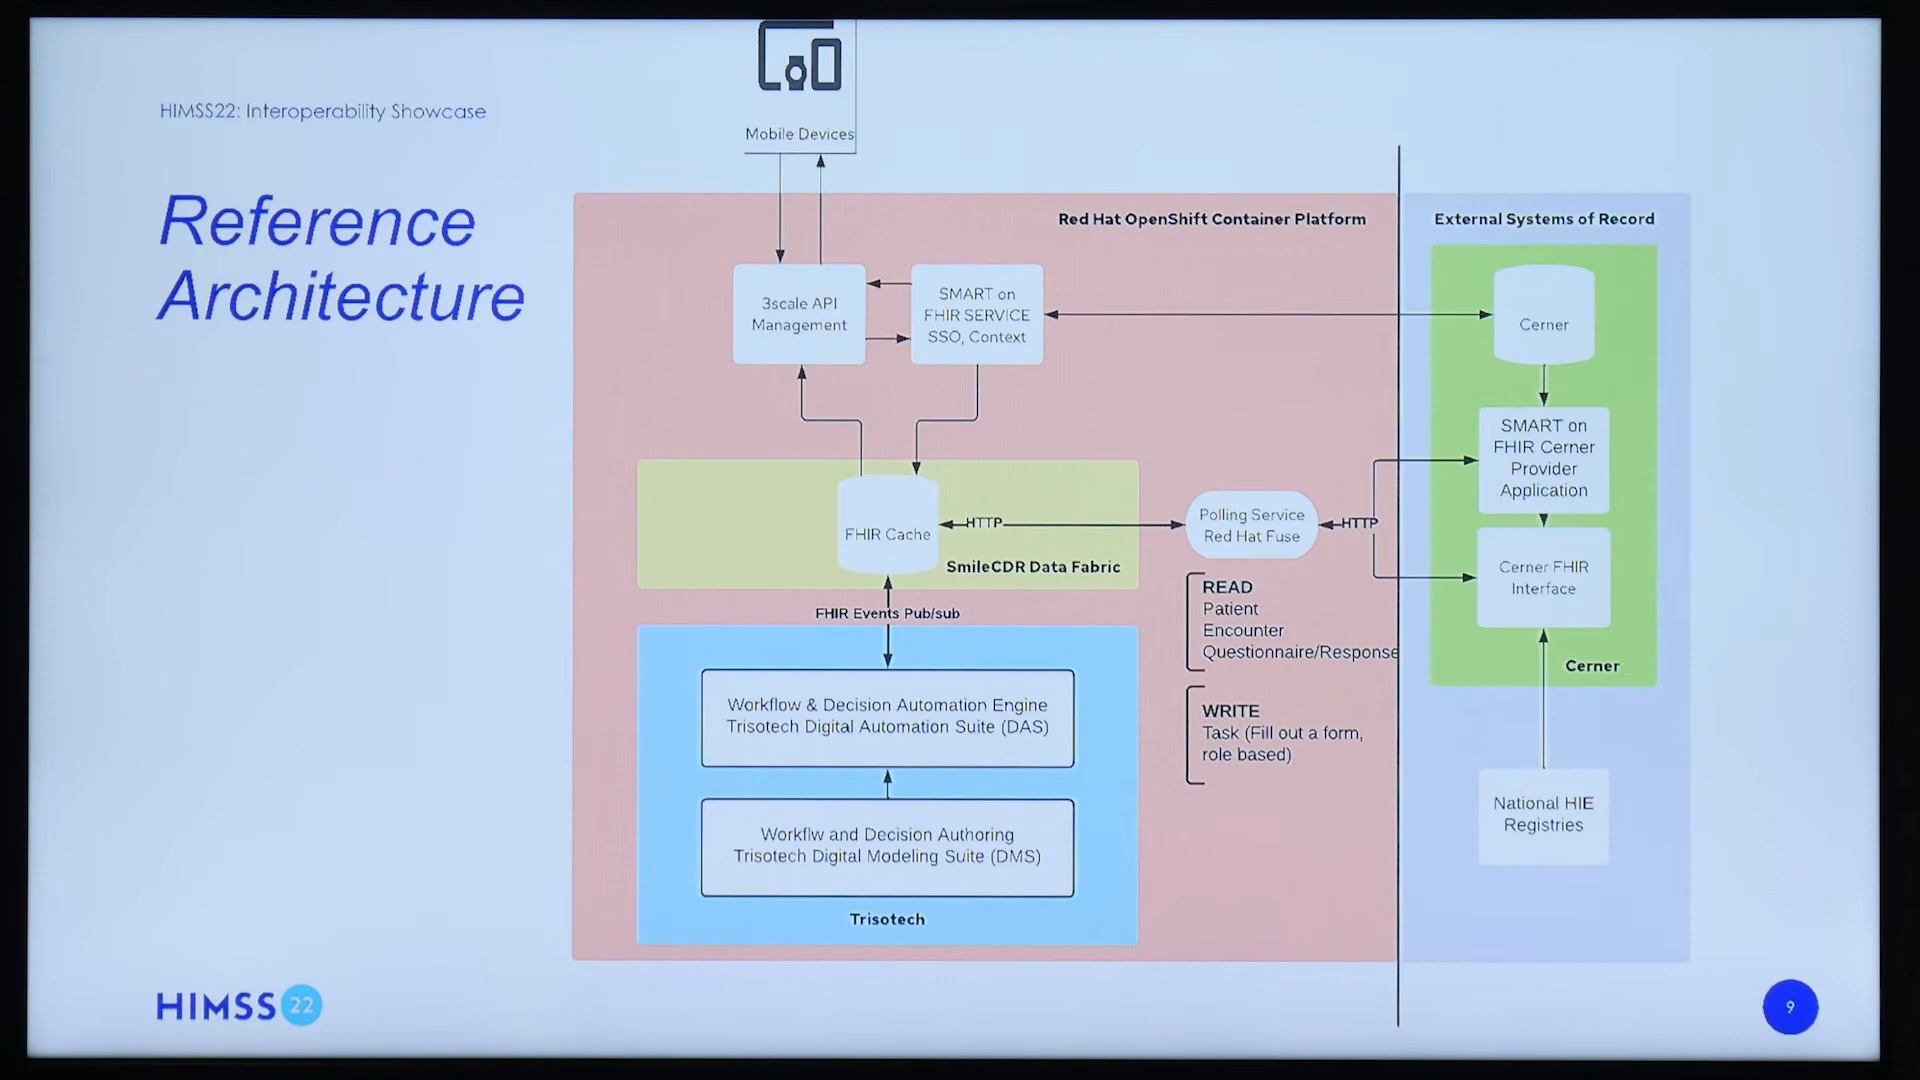 HIMSS22: Interoperability Showcase
Reference
Architecture
Mobile Devices
Red Hat OpenShift Container Platform
External Systems of Record
3scale API
Management
SMART on
FHIR SERVICE
SSO, Context
Cerner
SMART on
FHIR Cerner
Provider
Application
FHIR Cache
HTTP
Polling Service
Red Hat Fuse
HTTP
SmileCDR Data Fabric
Cerner FHIR
Interface
FHIR Events Pub/sub
READ
Patient
Encounter
Questionnaire/Response
Cerner
Workflow & Decision Automation Engine
Trisotech Digital Automation Suite (DAS)
WRITE
Task (Fill out a form,
role based)
Workflw and Decision Authoring
Trisotech Digital Modeling Suite (DMS)
National HIE
Registries
Trisotech
HIMSS 22
9